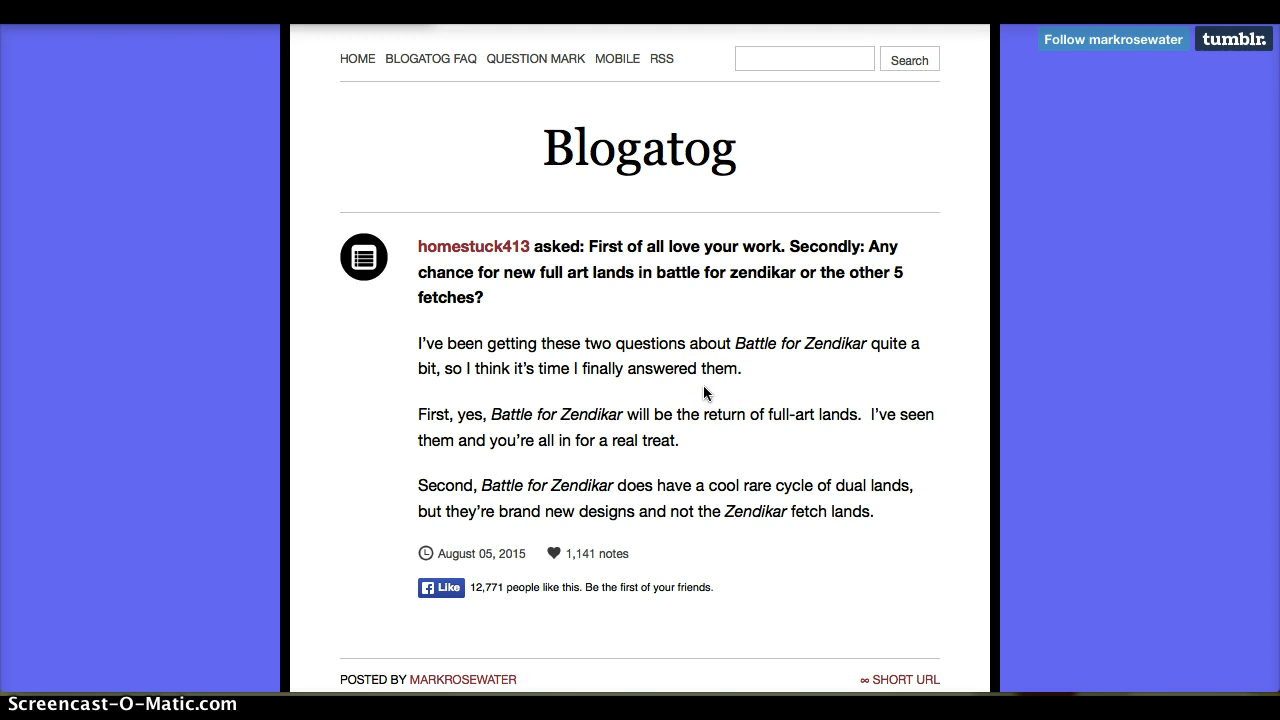 Follow markrosewater tumblr.
HOME BLOGATOG FAQ QUESTION MARK MOBILE RSS Search
Blogatog
homestuck413 asked: First of all love your work. Secondly: Any
chance for new full art lands in battle for zendikar or the other 5
fetches?
I’ve been getting these two questions about Battle for Zendikar quite a
bit, so I think it’s time I finally answered them.
First, yes, Battle for Zendikar will be the return of full-art lands.  I’ve seen
them and you’re all in for a real treat.
Second, Battle for Zendikar does have a cool rare cycle of dual lands,
but they’re brand new designs and not the Zendikar fetch lands.
August 05, 2015 1,141 notes
Like 12,771 people like this. Be the first of your friends.
POSTED BY MARKROSEWATER ∞ SHORT URL
Screencast-O-Matic.com